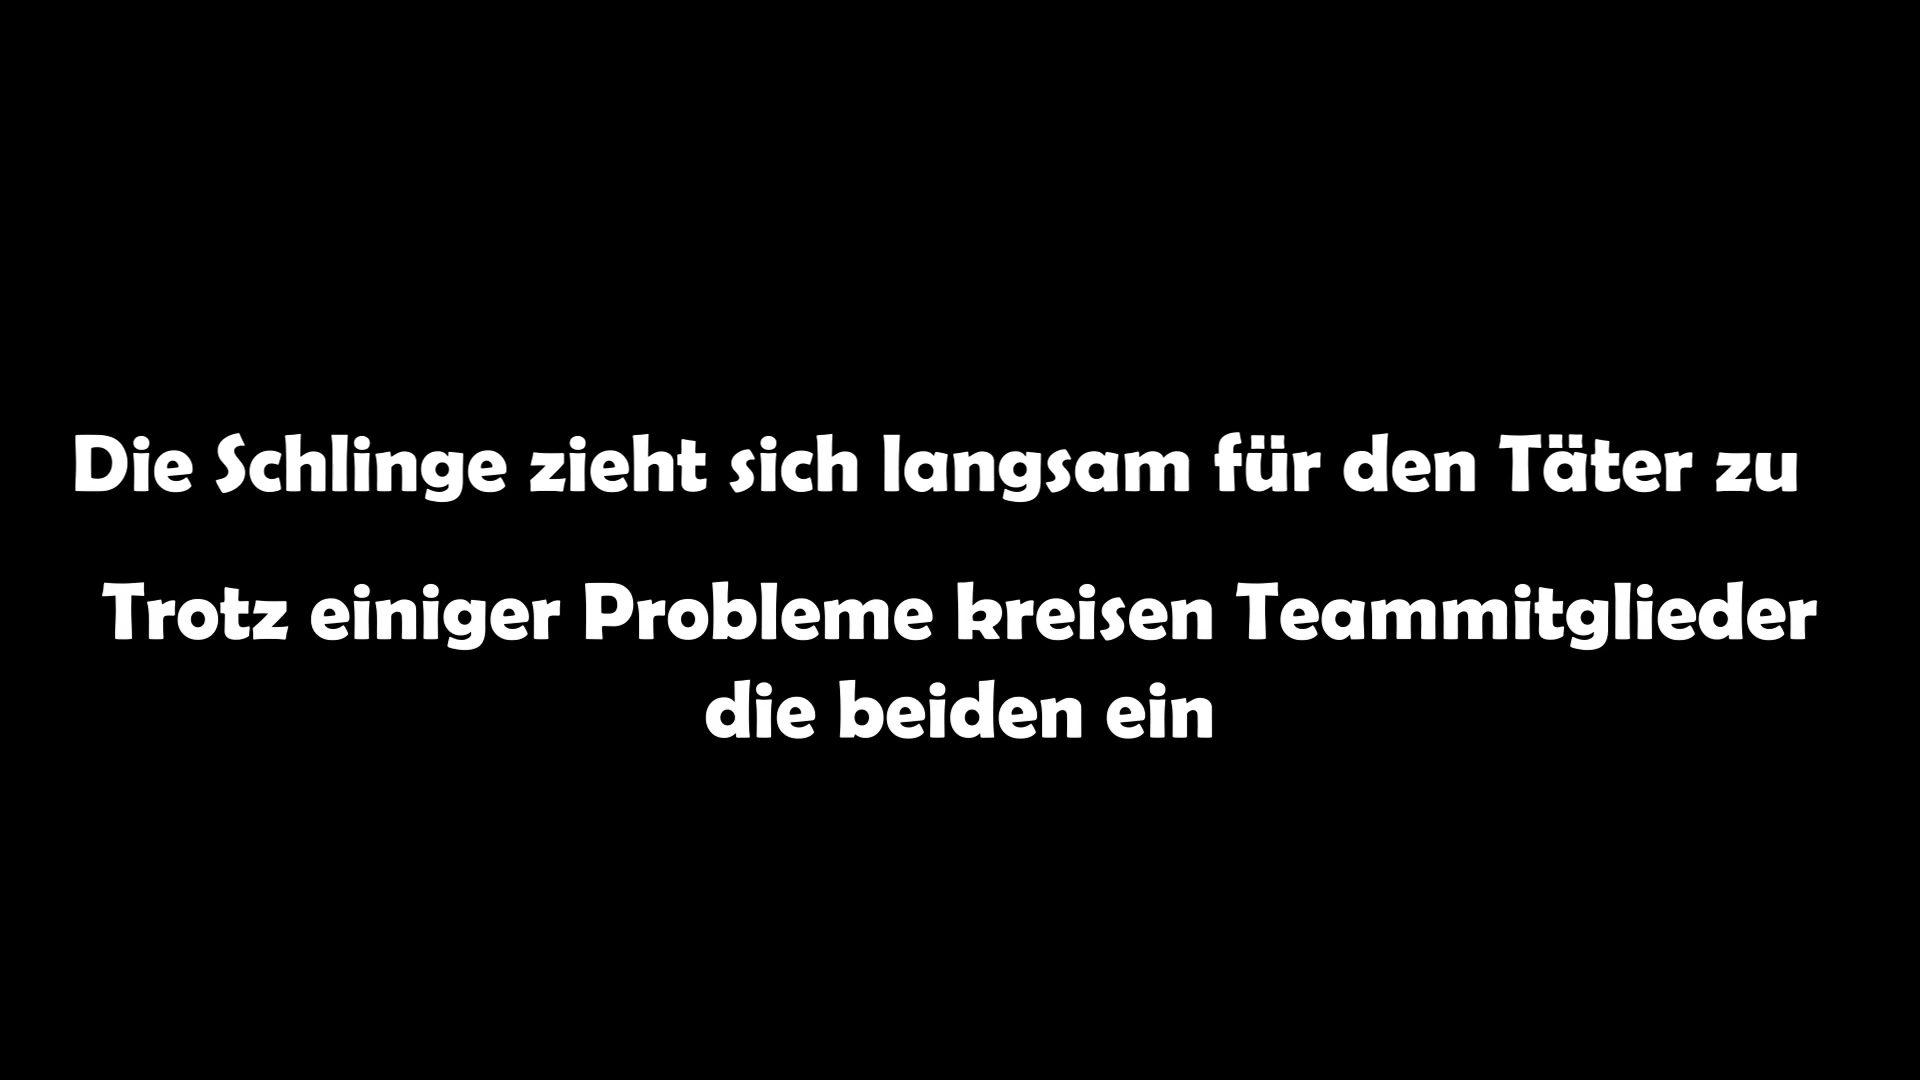 Die Schlinge zieht sich langsam für den Täter zu
Trotz einiger Probleme kreisen Teammitglieder
die beiden ein